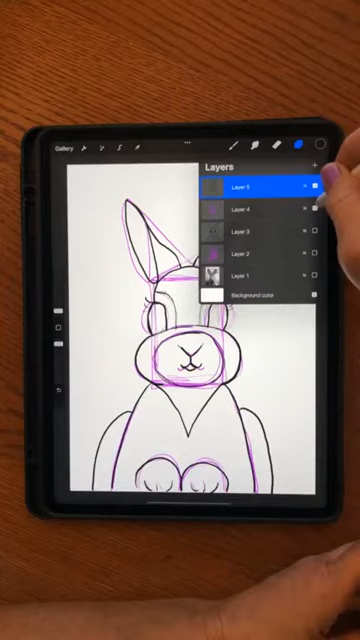 Gallery
Layers
Layer 5 N
Layer 4 N
Layer 3 N
Layer 2 N
Layer 1 N
Background color